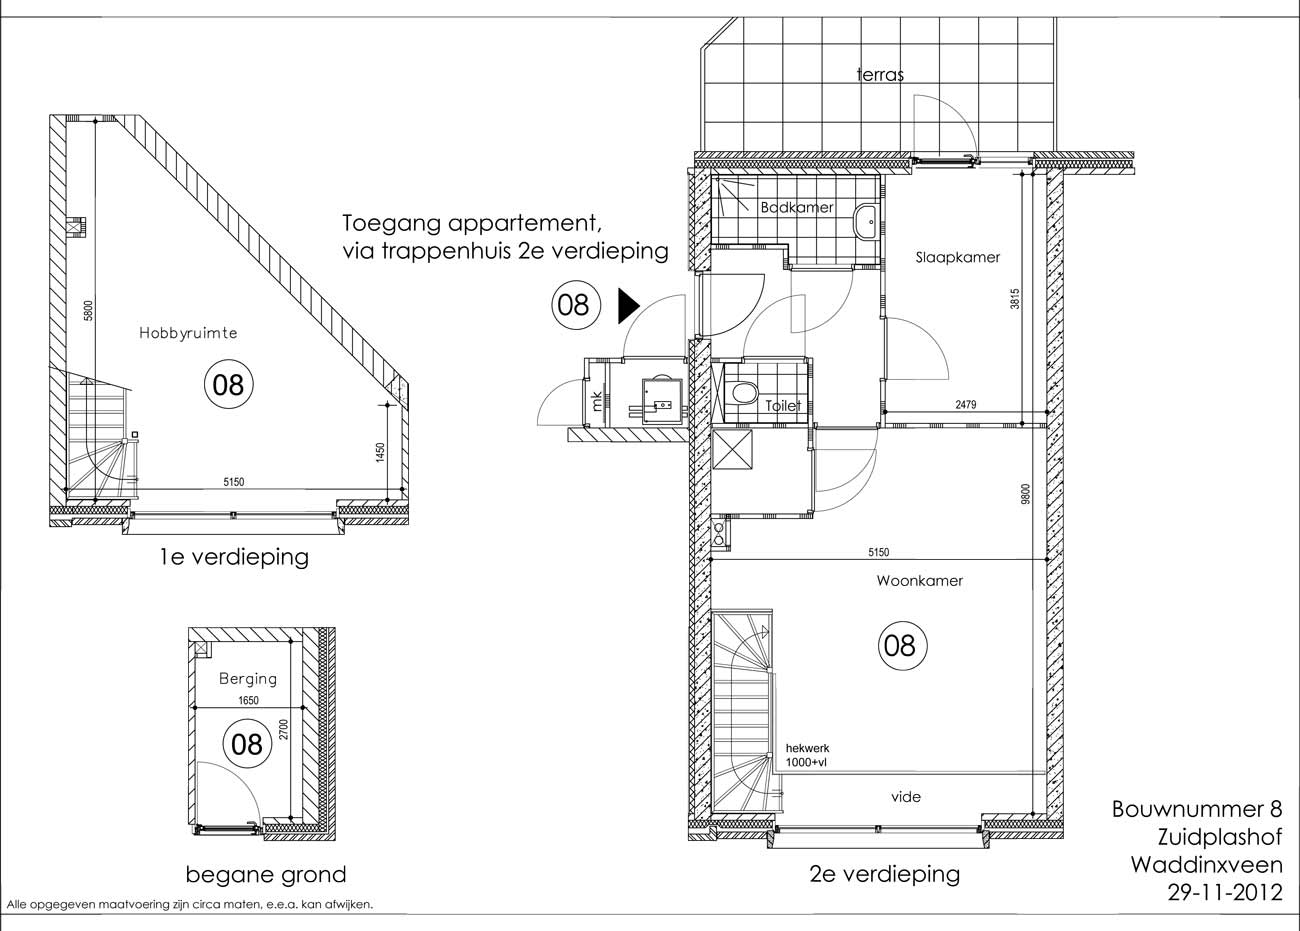 terras
Badkamer
Slaapkamer
3815
2479
Toegang appartement,
via trappenhuis 2e verdieping
08
mk
Toilet
5800
Hobbyruimte
08
1450
5150
1e verdieping
9800
5150
Woonkamer
08
hekwerk
1000+vl
vide
2e verdieping
Berging
1650
2700
08
begane grond
Bouwnummer 8
Zuidplashof
Waddinxveen
29-11-2012
Alle opgegeven maatvoering zijn circa maten, e.e.a. kan afwijken.